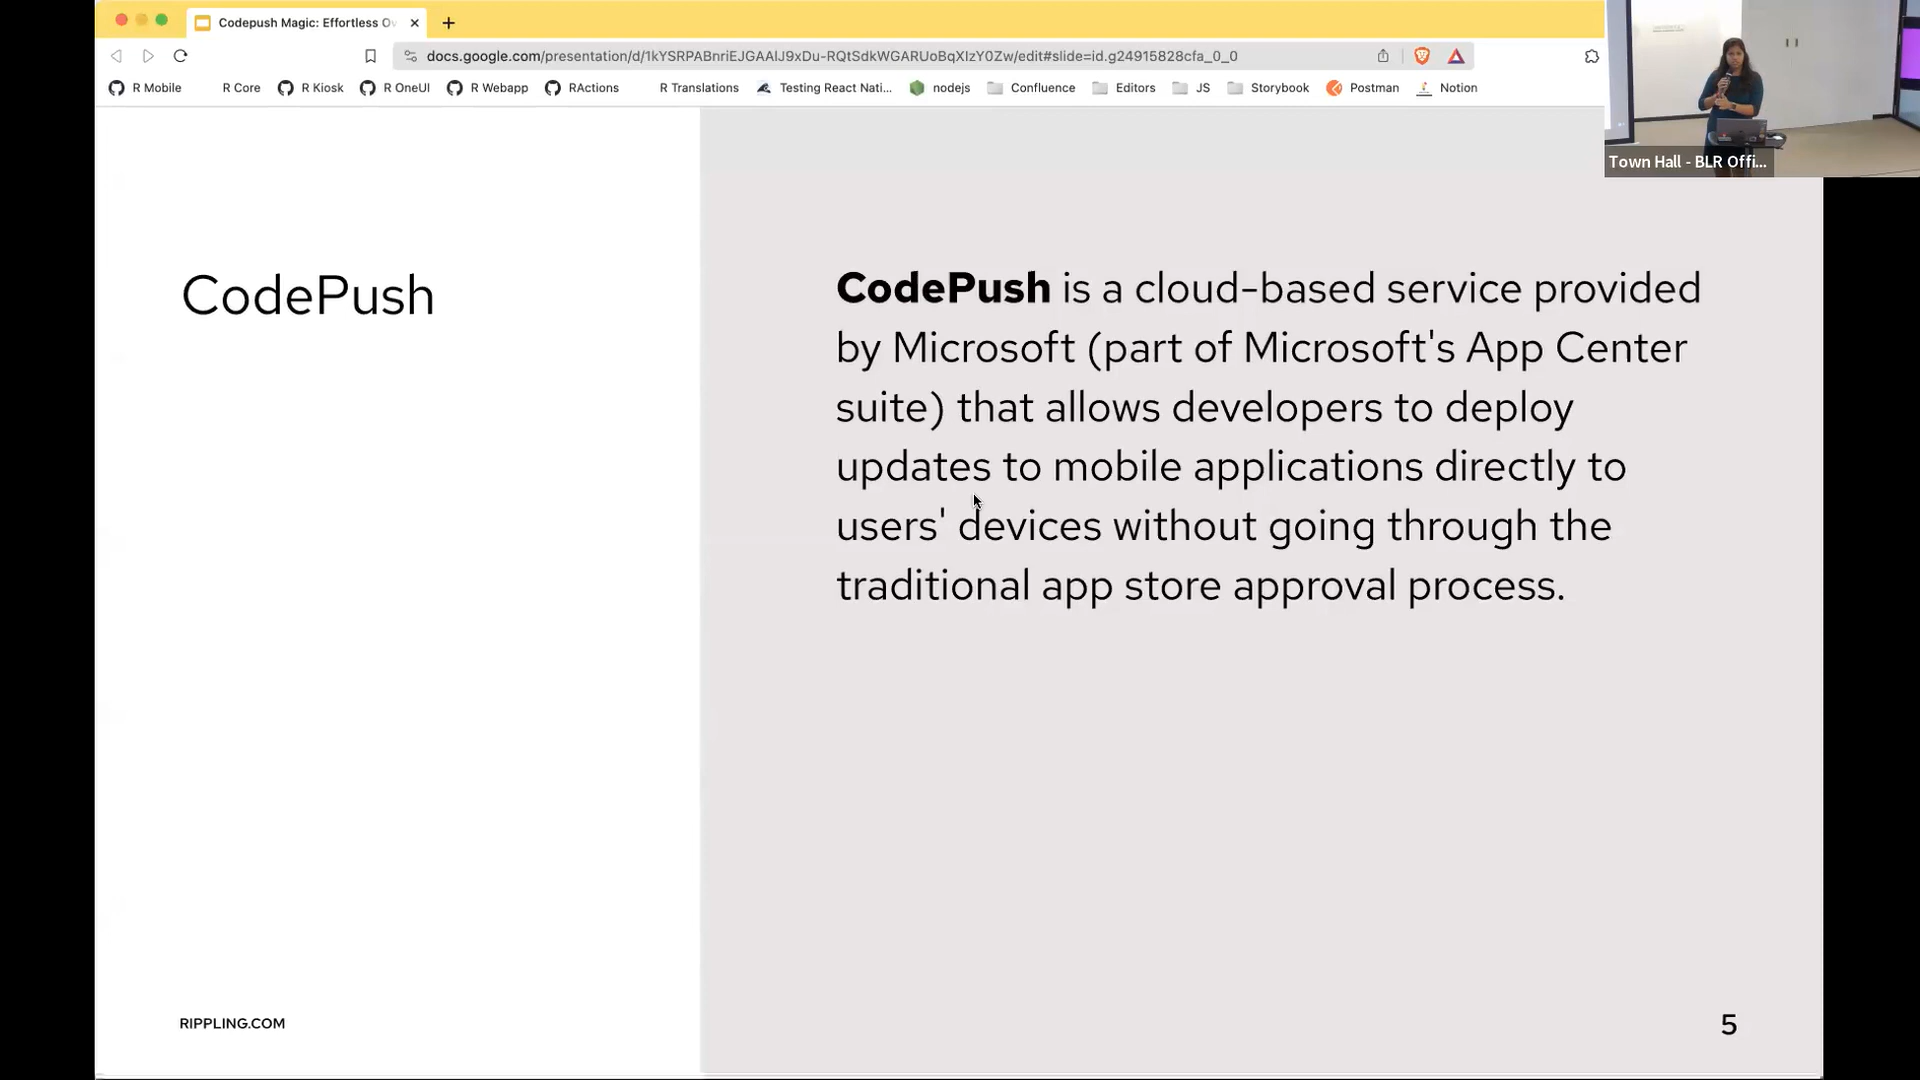 Codepush Magic: Effortless Ov
docs.google.com/presentation/d/1kYSRPABnriEJGAAlJ9xDu-RQtSdkWGARUoBqXIzY0Zw/edit#slide=id.g24915828cfa_0_0
R Mobile R Core R Kiosk R OneUI R Webapp RActions R Translations Testing React Nati... nodejs Confluence Editors JS Storybook Postman Notion
Town Hall - BLR Offi...
CodePush
CodePush is a cloud-based service provided
by Microsoft (part of Microsoft's App Center
suite) that allows developers to deploy
updates to mobile applications directly to
users' devices without going through the
traditional app store approval process.
RIPPLING.COM
5